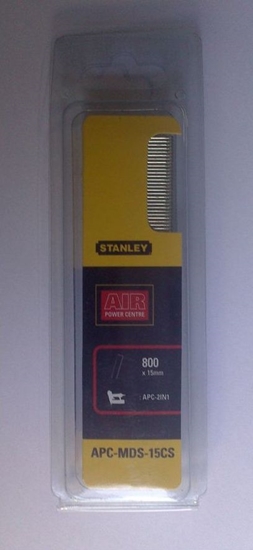 STANLEY
AIR
POWER CENTRE
800
x 15mm
: APC-2IN1
APC-MDS-15CS